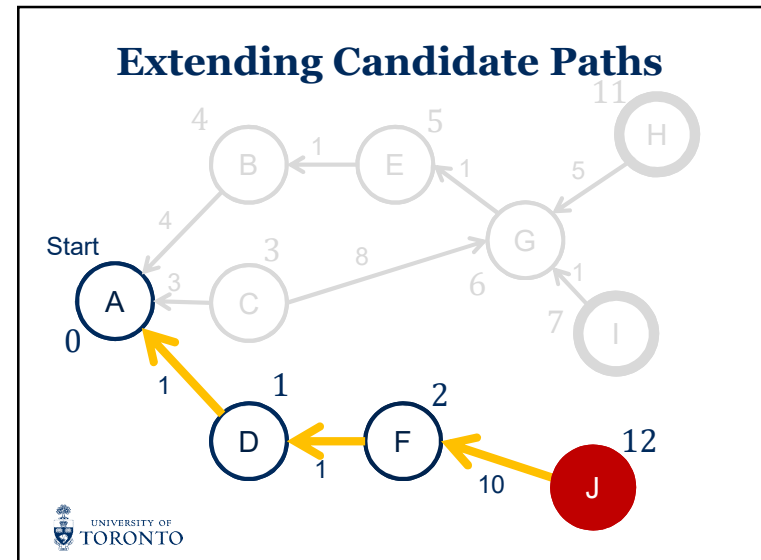 Extending Candidate Paths
11
4
5
H
B
1
E
1
5
4
G
Start
3
8
A
3
C
6
1
7
I
0
1
1
2
D
1
F
12
10
J
UNIVERSITY OF
TORONTO